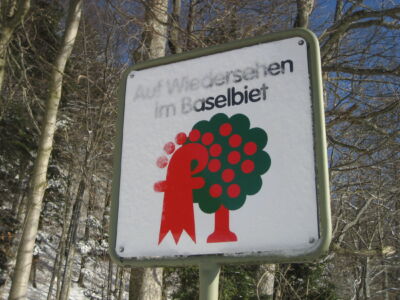 Auf Wiedersehen
im Baselbiet